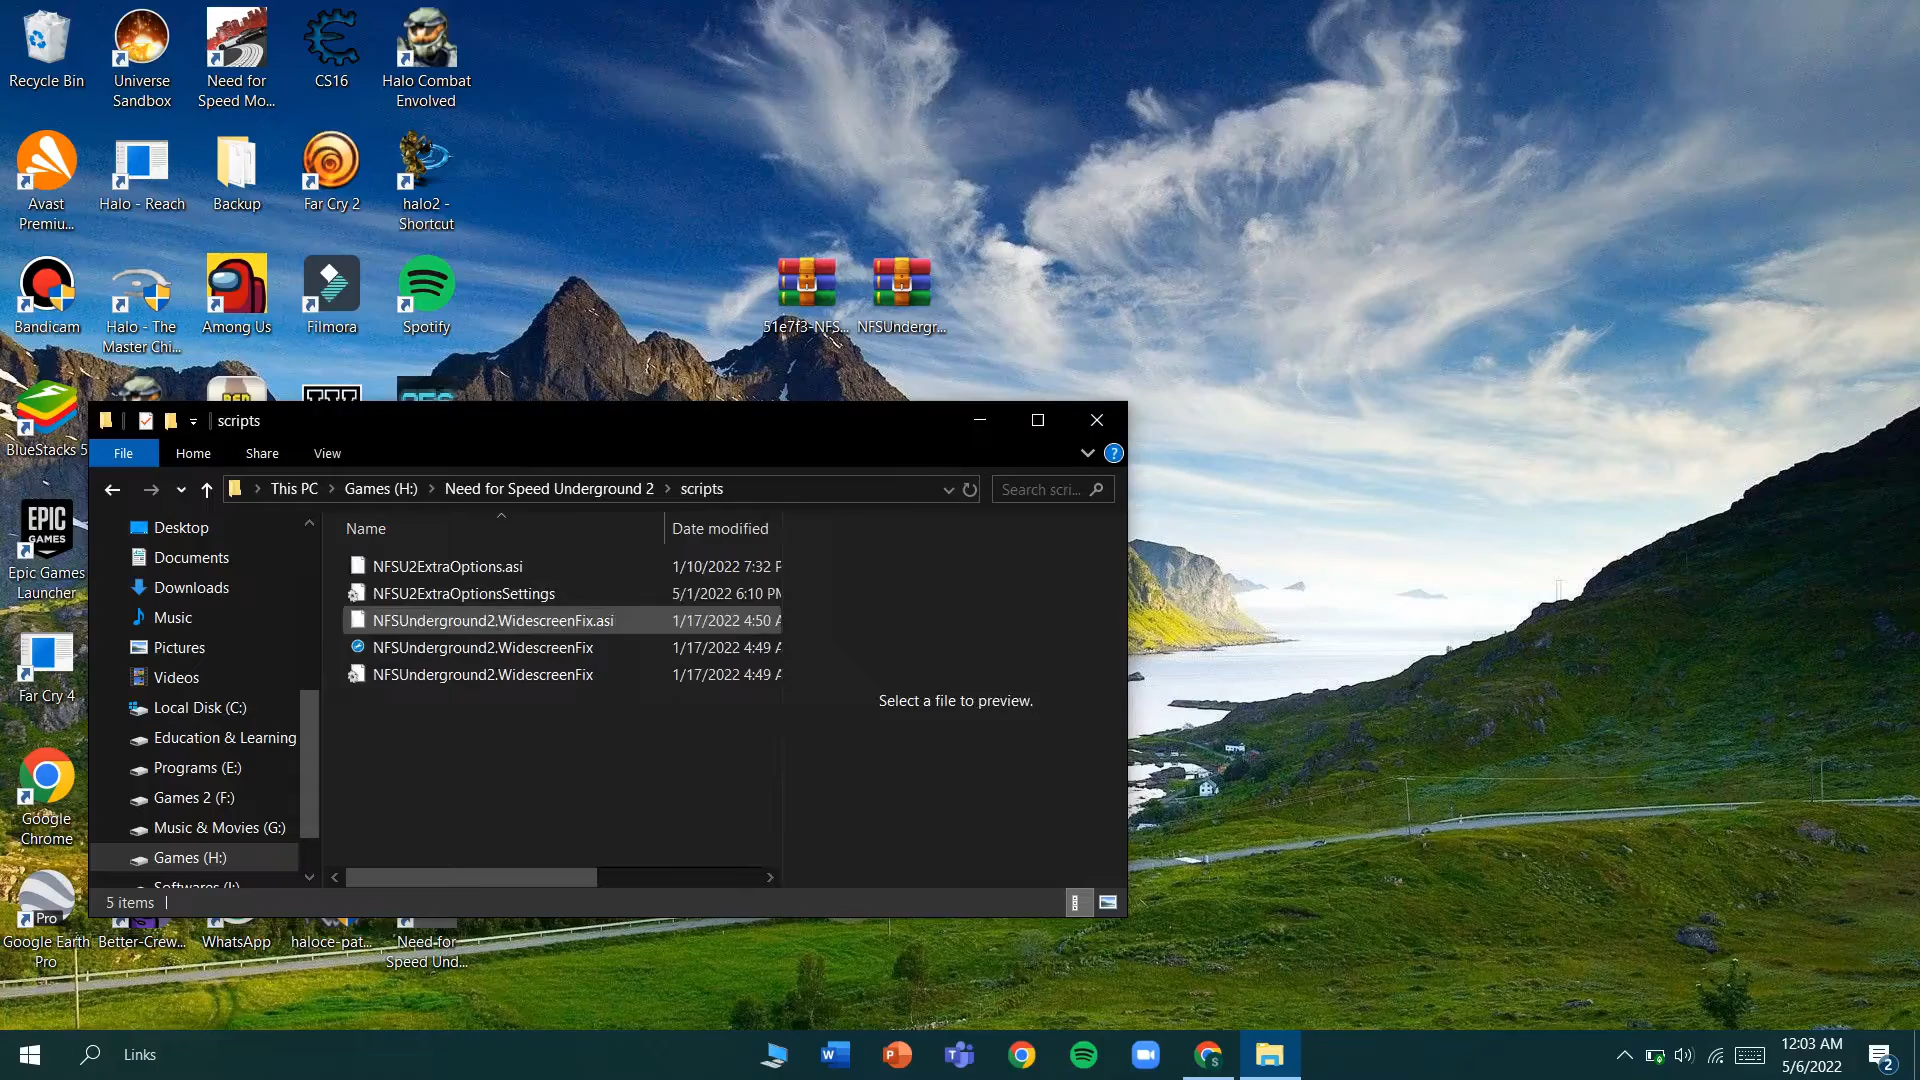 Recycle Bin
Universe
Sandbox
Need for
Speed Mo...
CS16
Halo Combat
Envolved
Avast
Premiu...
Halo - Reach
Backup
Far Cry 2
halo2 -
Shortcut
Bandicam
Halo - The
Master Chi...
Among Us
Filmora
Spotify
51e7f3-NFS...
NFSUndergr...
BlueStacks 5
EPIC
GAMES
Epic Games
Launcher
Far Cry 4
Google
Chrome
Pro
Google Earth
Pro
Better-Crew...
WhatsApp
haloce-pat...
Need for
Speed Und...
scripts
File
Home
Share
View
This PC
Games (H:)
Need for Speed Underground 2
scripts
Search scri...
Desktop
Documents
Downloads
Music
Pictures
Videos
Local Disk (C:)
Education & Learning
Programs (E:)
Games 2 (F:)
Music & Movies (G:)
Games (H:)
Softwares (I:)
Name
Date modified
NFSU2ExtraOptions.asi
1/10/2022 7:32 P
NFSU2ExtraOptionsSettings
5/1/2022 6:10 PM
NFSUnderground2.WidescreenFix.asi
1/17/2022 4:50 A
NFSUnderground2.WidescreenFix
1/17/2022 4:49 A
NFSUnderground2.WidescreenFix
1/17/2022 4:49 A
Select a file to preview.
5 items
Links
12:03 AM
5/6/2022
2